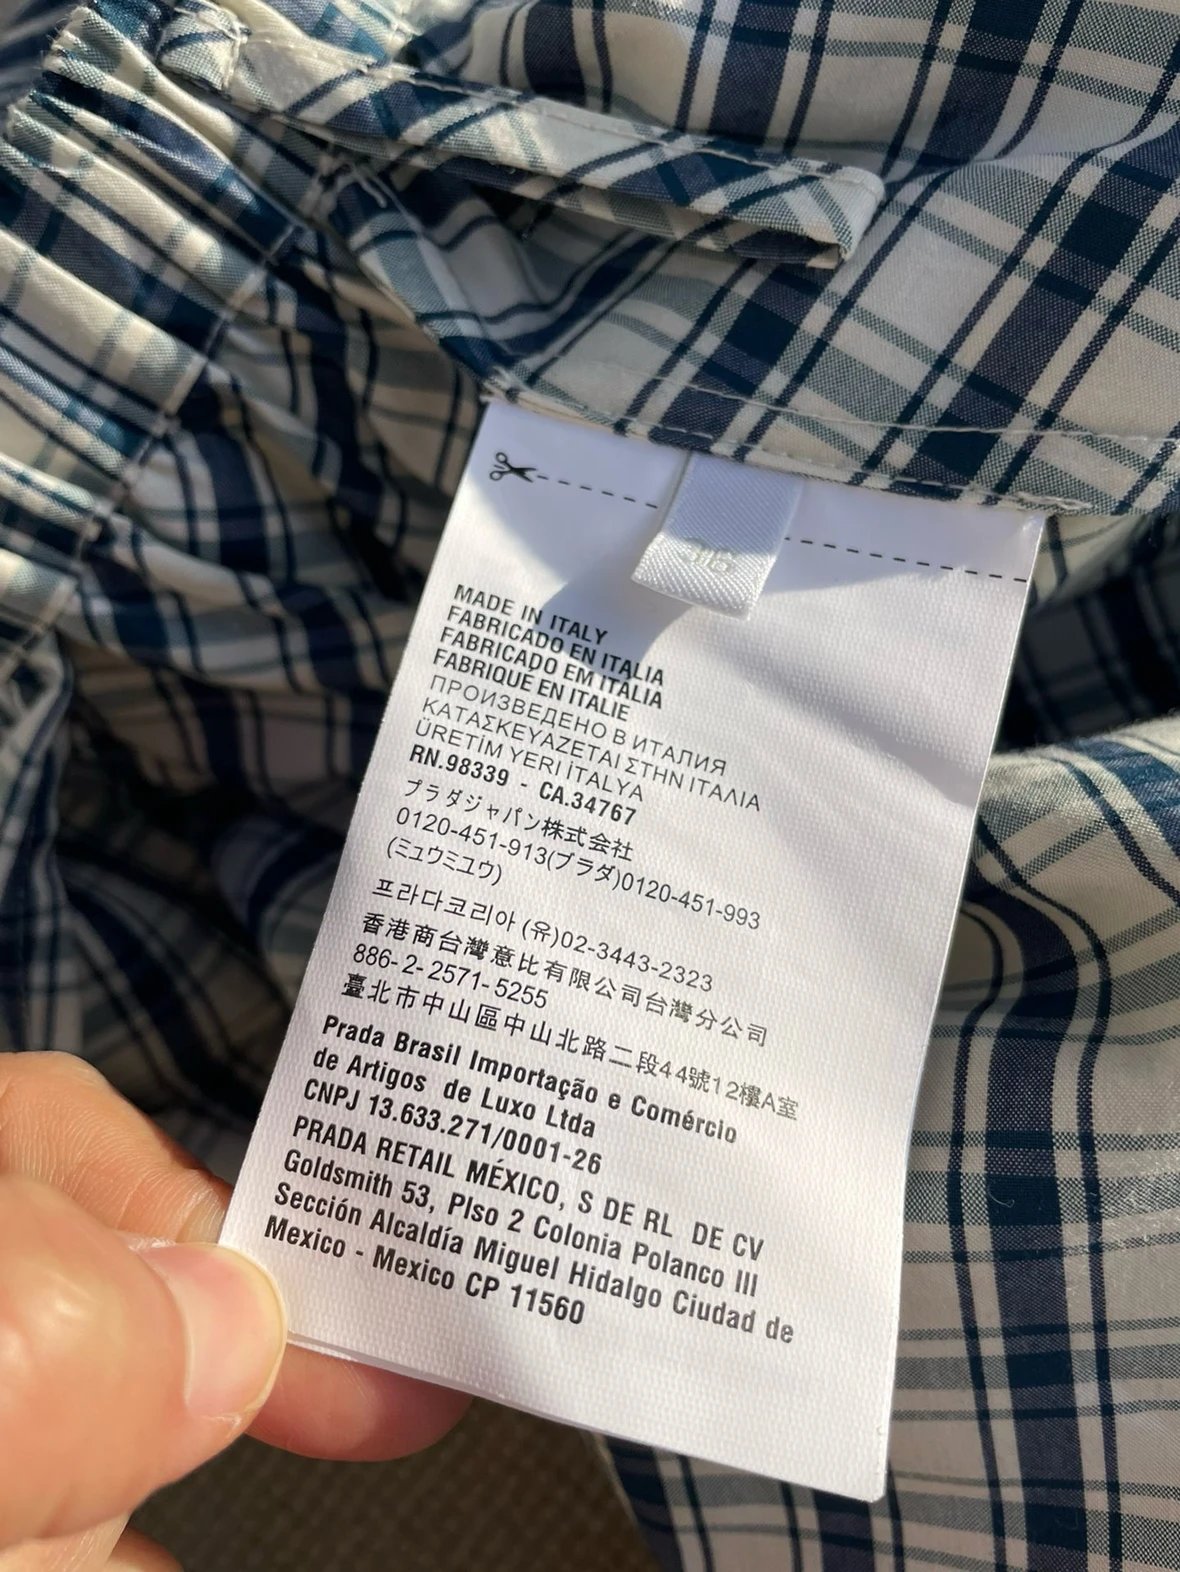 MADE IN ITALY
FABRICADO EN ITALIA
FABRICADO EM ITÁLIA
FABRIQUÉ EN ITALIE
ПРОИЗВЕДЕНО В ИТАЛИЯ
ΚΑΤΑΣΚΕΥΑΖΕΤΑΙ ΣΤΗΝ ΙΤΑΛΙΑ
ÜRETİM YERI İTALYA
RN.98339 - CA.34767
プラダジャパン株式会社
0120-451-913(プラダ)0120-451-993
(ミュウミュウ)
프라다코리아 (유)02-3443-2323
香港商台灣意比有限公司台灣分公司
886-2-2571-5255
臺北市中山區中山北路二段44號12樓A室
Prada Brasil Importação e Comércio
de Artigos de Luxo Ltda
CNPJ 13.633.271/0001-26
PRADA RETAIL MÉXICO, S DE RL DE CV
Goldsmith 53, PIso 2 Colonia Polanco III
Sección Alcaldía Miguel Hidalgo Ciudad de
Mexico - Mexico CP 11560